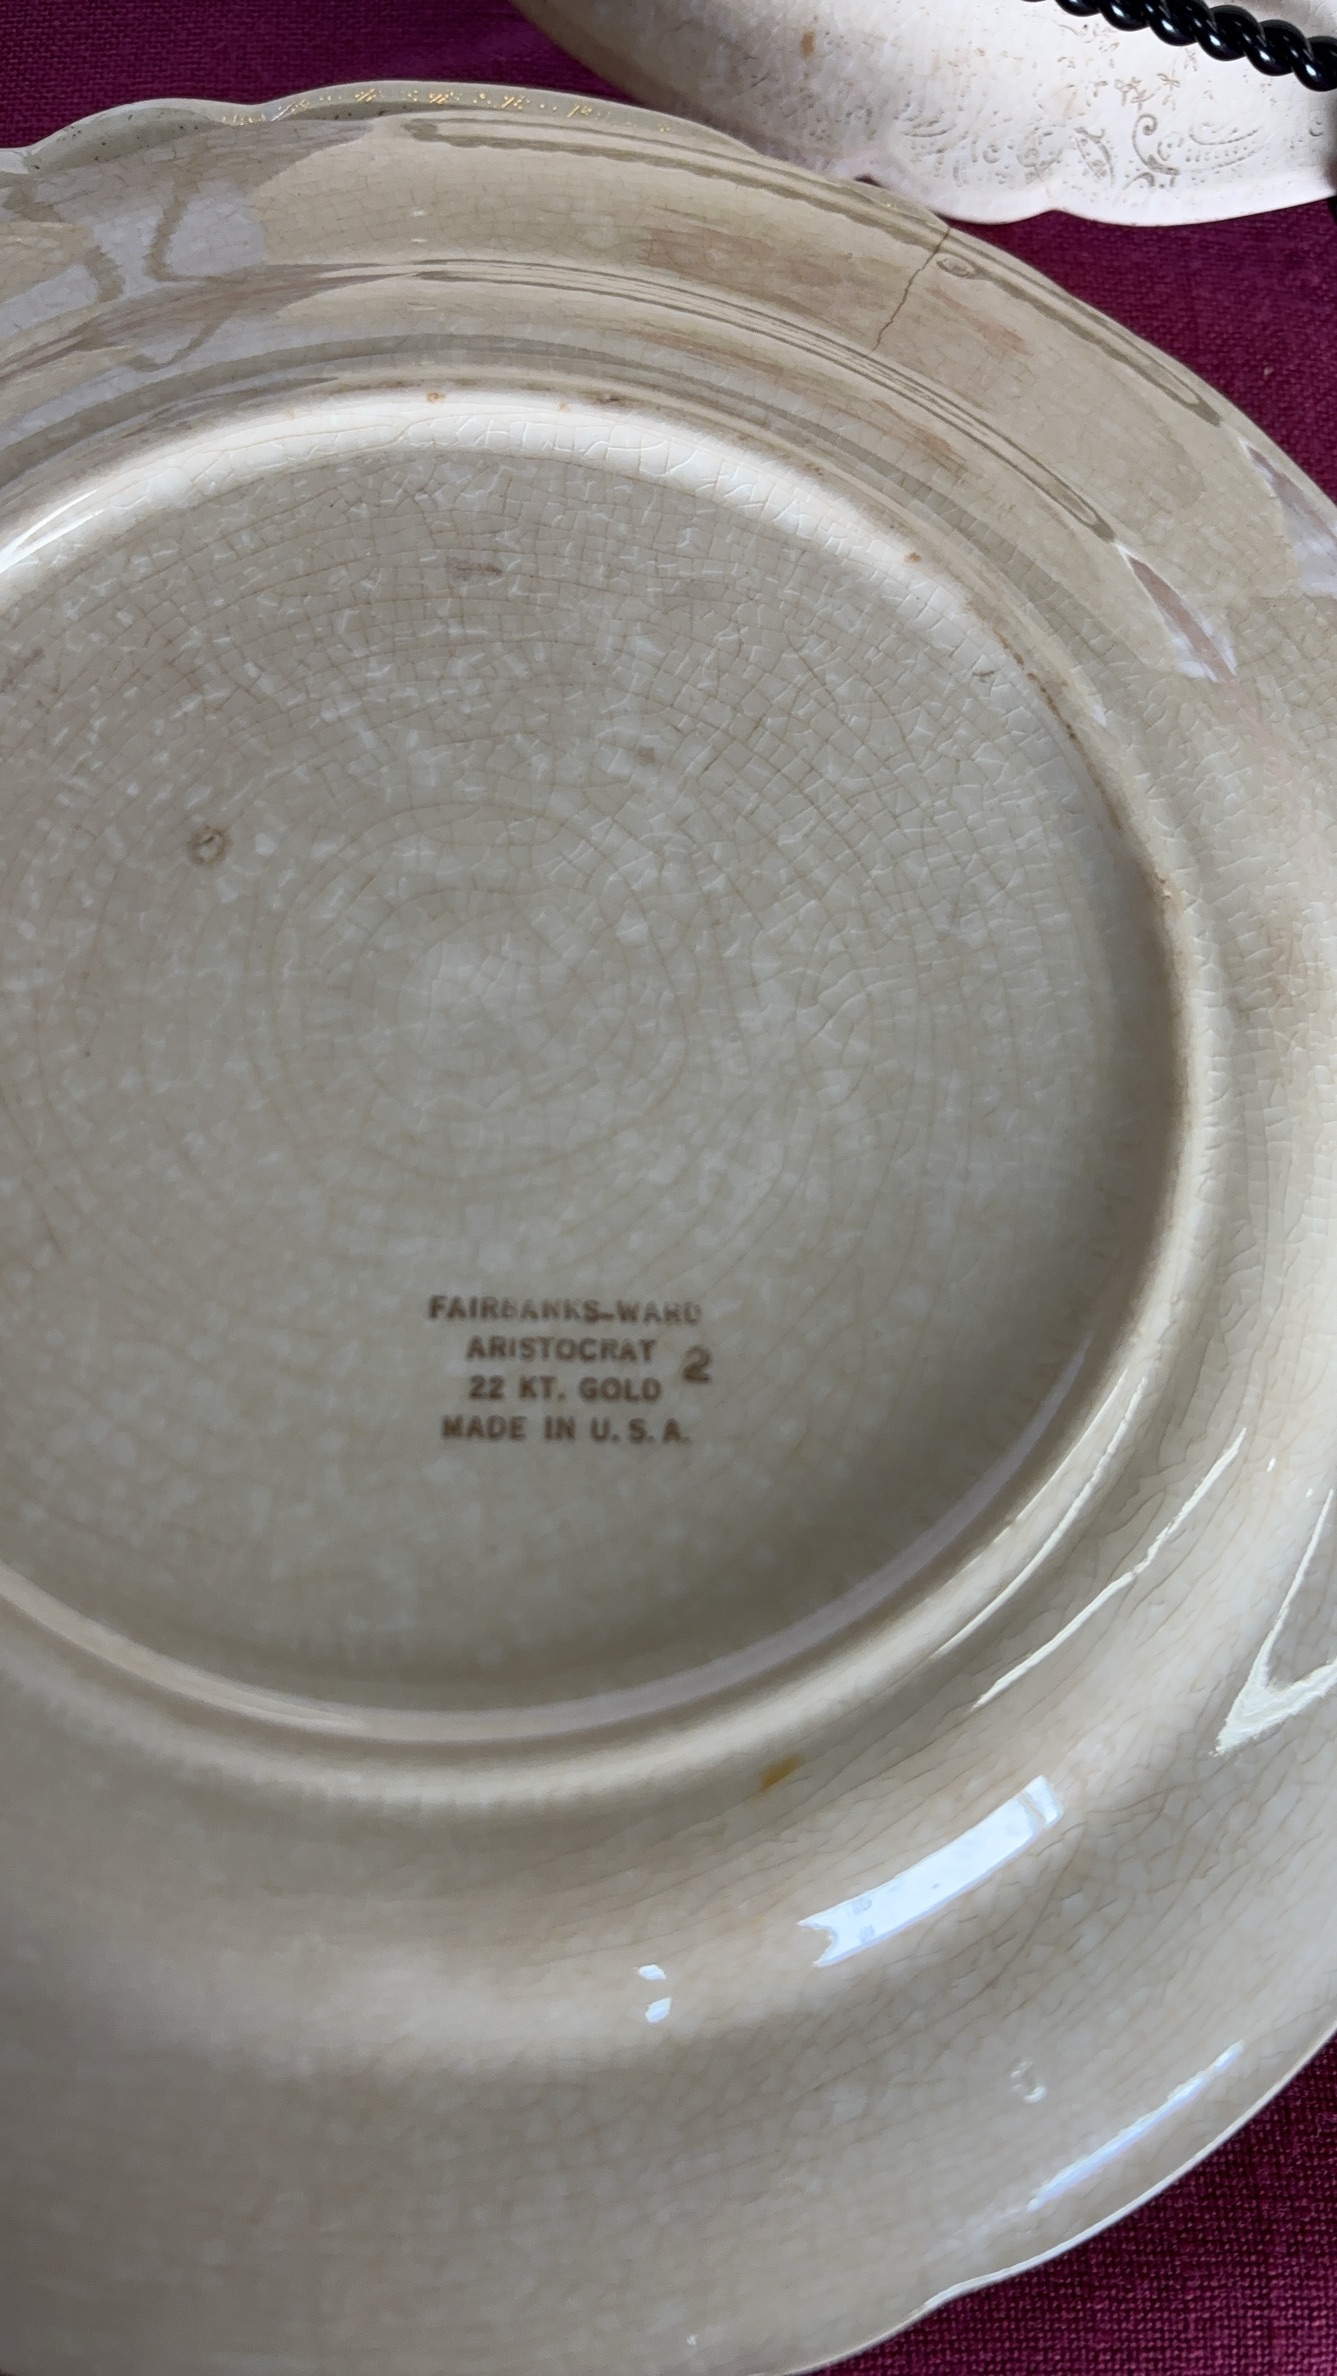 FAIRBANKS-WARD
ARISTOCRAT 2
22 KT. GOLD
MADE IN U.S.A.